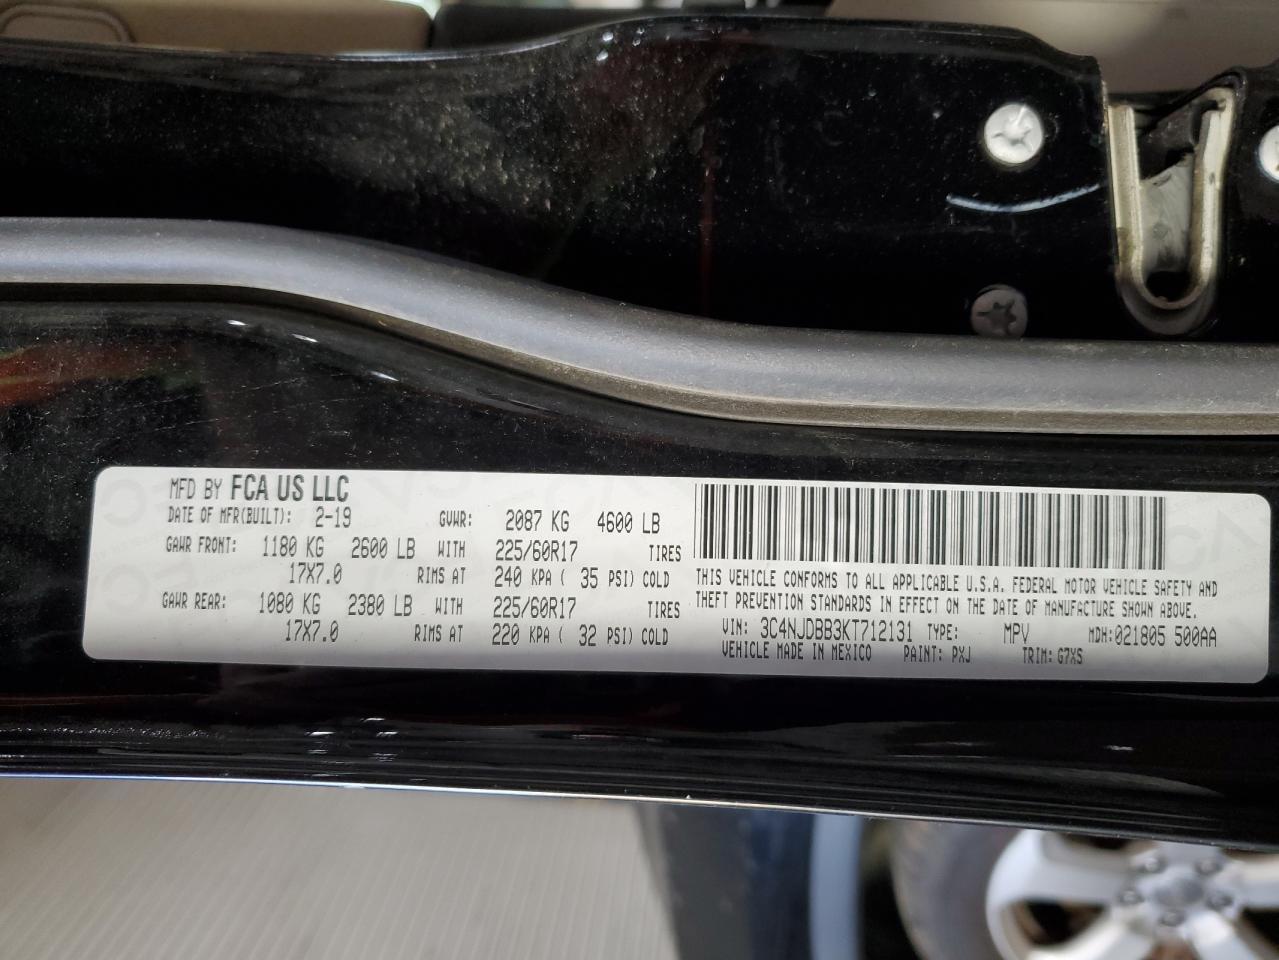 MFD BY FCA US LLC
DATE OF MFR(BUILT): 2-19 GVWR: 2087 KG 4600 LB
GAWR FRONT: 1180 KG 2600 LB WITH 225/60R17 TIRES
17X7.0 RIMS AT 240 KPA ( 35 PSI) COLD
GAWR REAR: 1080 KG 2380 LB WITH 225/60R17 TIRES
17X7.0 RIMS AT 220 KPA ( 32 PSI) COLD
THIS VEHICLE CONFORMS TO ALL APPLICABLE U.S.A. FEDERAL MOTOR VEHICLE SAFETY AND
THEFT PREVENTION STANDARDS IN EFFECT ON THE DATE OF MANUFACTURE SHOWN ABOVE.
VIN: 3C4NJDBB3KT712131 TYPE: MPV MDH:021805 500AA
VEHICLE MADE IN MEXICO PAINT: PXJ TRIM: G7XS